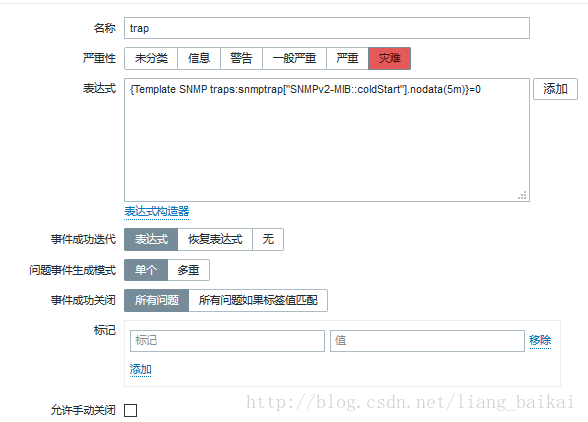 名称 trap
严重性 未分类 信息 警告 一般严重 严重 灾难
表达式 {Template SNMP traps:snmptrap["SNMPv2-MIB::coldStart"].nodata(5m)}=0 添加
表达式构造器
事件成功迭代 表达式 恢复表达式 无
问题事件生成模式 单个 多重
事件成功关闭 所有问题 所有问题如果标签值匹配
标记 标记 值 移除
添加
允许手动关闭
http://blog.csdn.net/liang_baikai